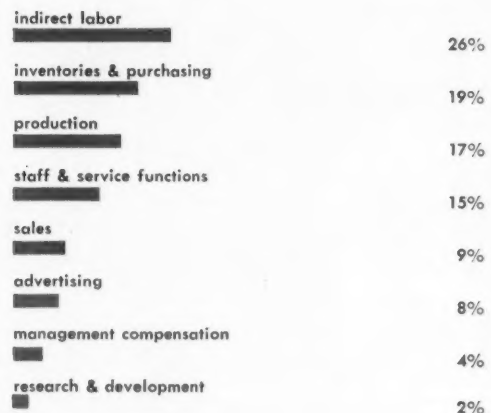 indirect labor
26%
inventories & purchasing
19%
production
17%
staff & service functions
15%
sales
9%
advertising
8%
management compensation
4%
research & development
2%